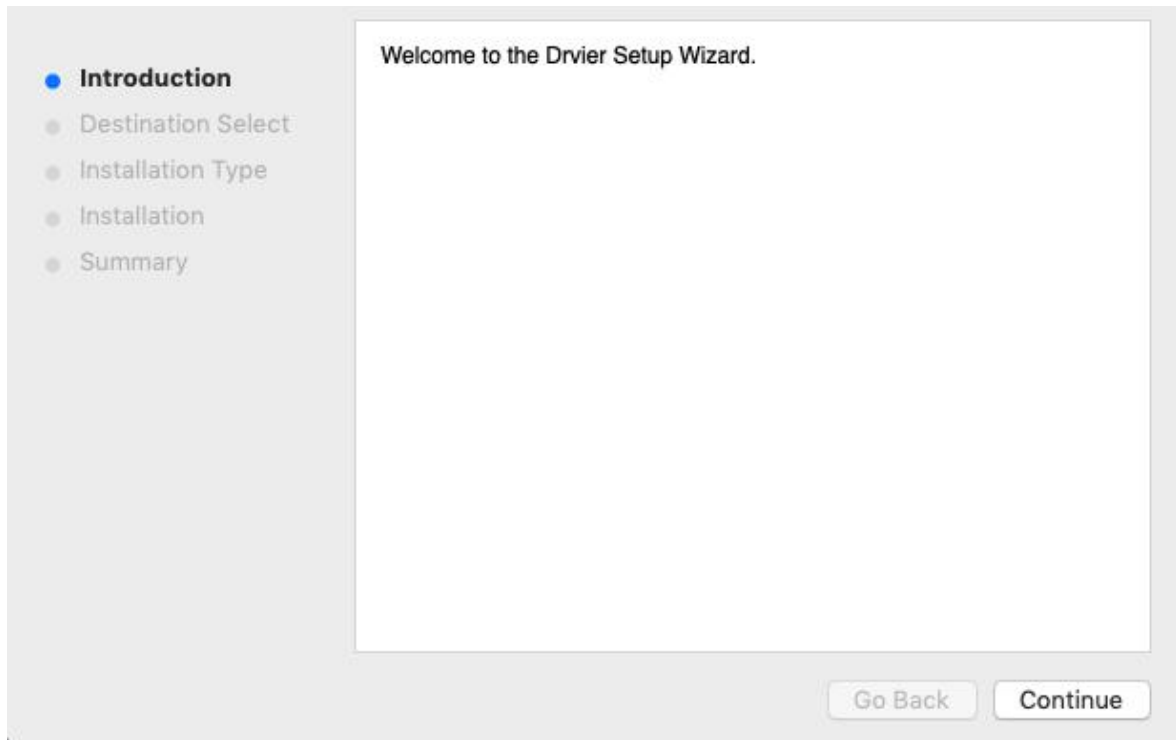 Introduction
Destination Select
Installation Type
Installation
Summary
Welcome to the Drvier Setup Wizard.
Go Back
Continue